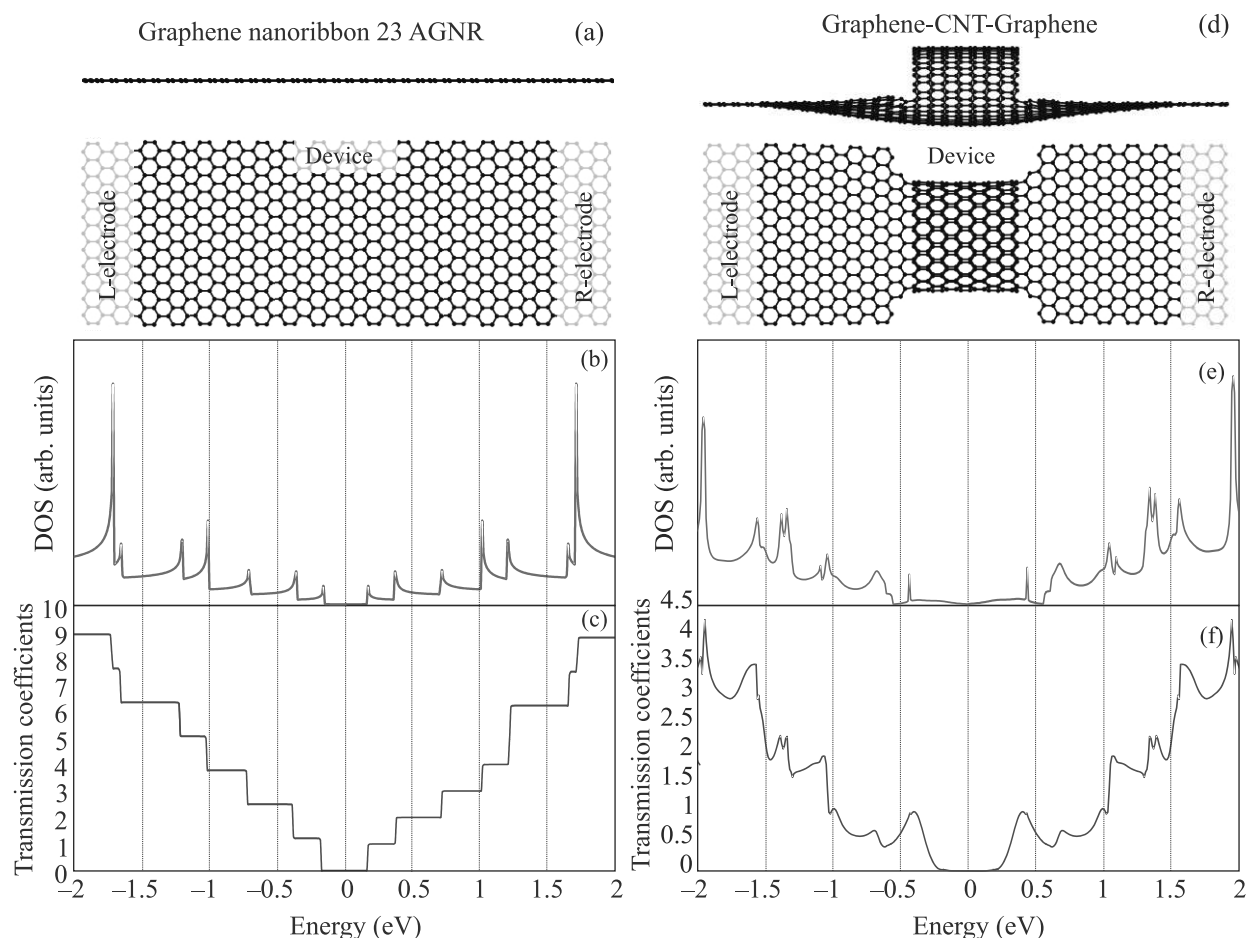 Graphene nanoribbon 23 AGNR (a)
Device
L-electrode
R-electrode
(b)
DOS (arb. units)
(c)
Transmission coefficients
10
9
8
7
6
5
4
3
2
1
0
–2 –1.5 –1 –0.5 0 0.5 1 1.5 2
Energy (eV)
Graphene-CNT-Graphene (d)
Device
L-electrode
R-electrode
(e)
DOS (arb. units)
(f)
Transmission coefficients
4.5
4
3.5
3
2.5
2
1.5
1
0.5
0
–2 –1.5 –1 –0.5 0 0.5 1 1.5 2
Energy (eV)